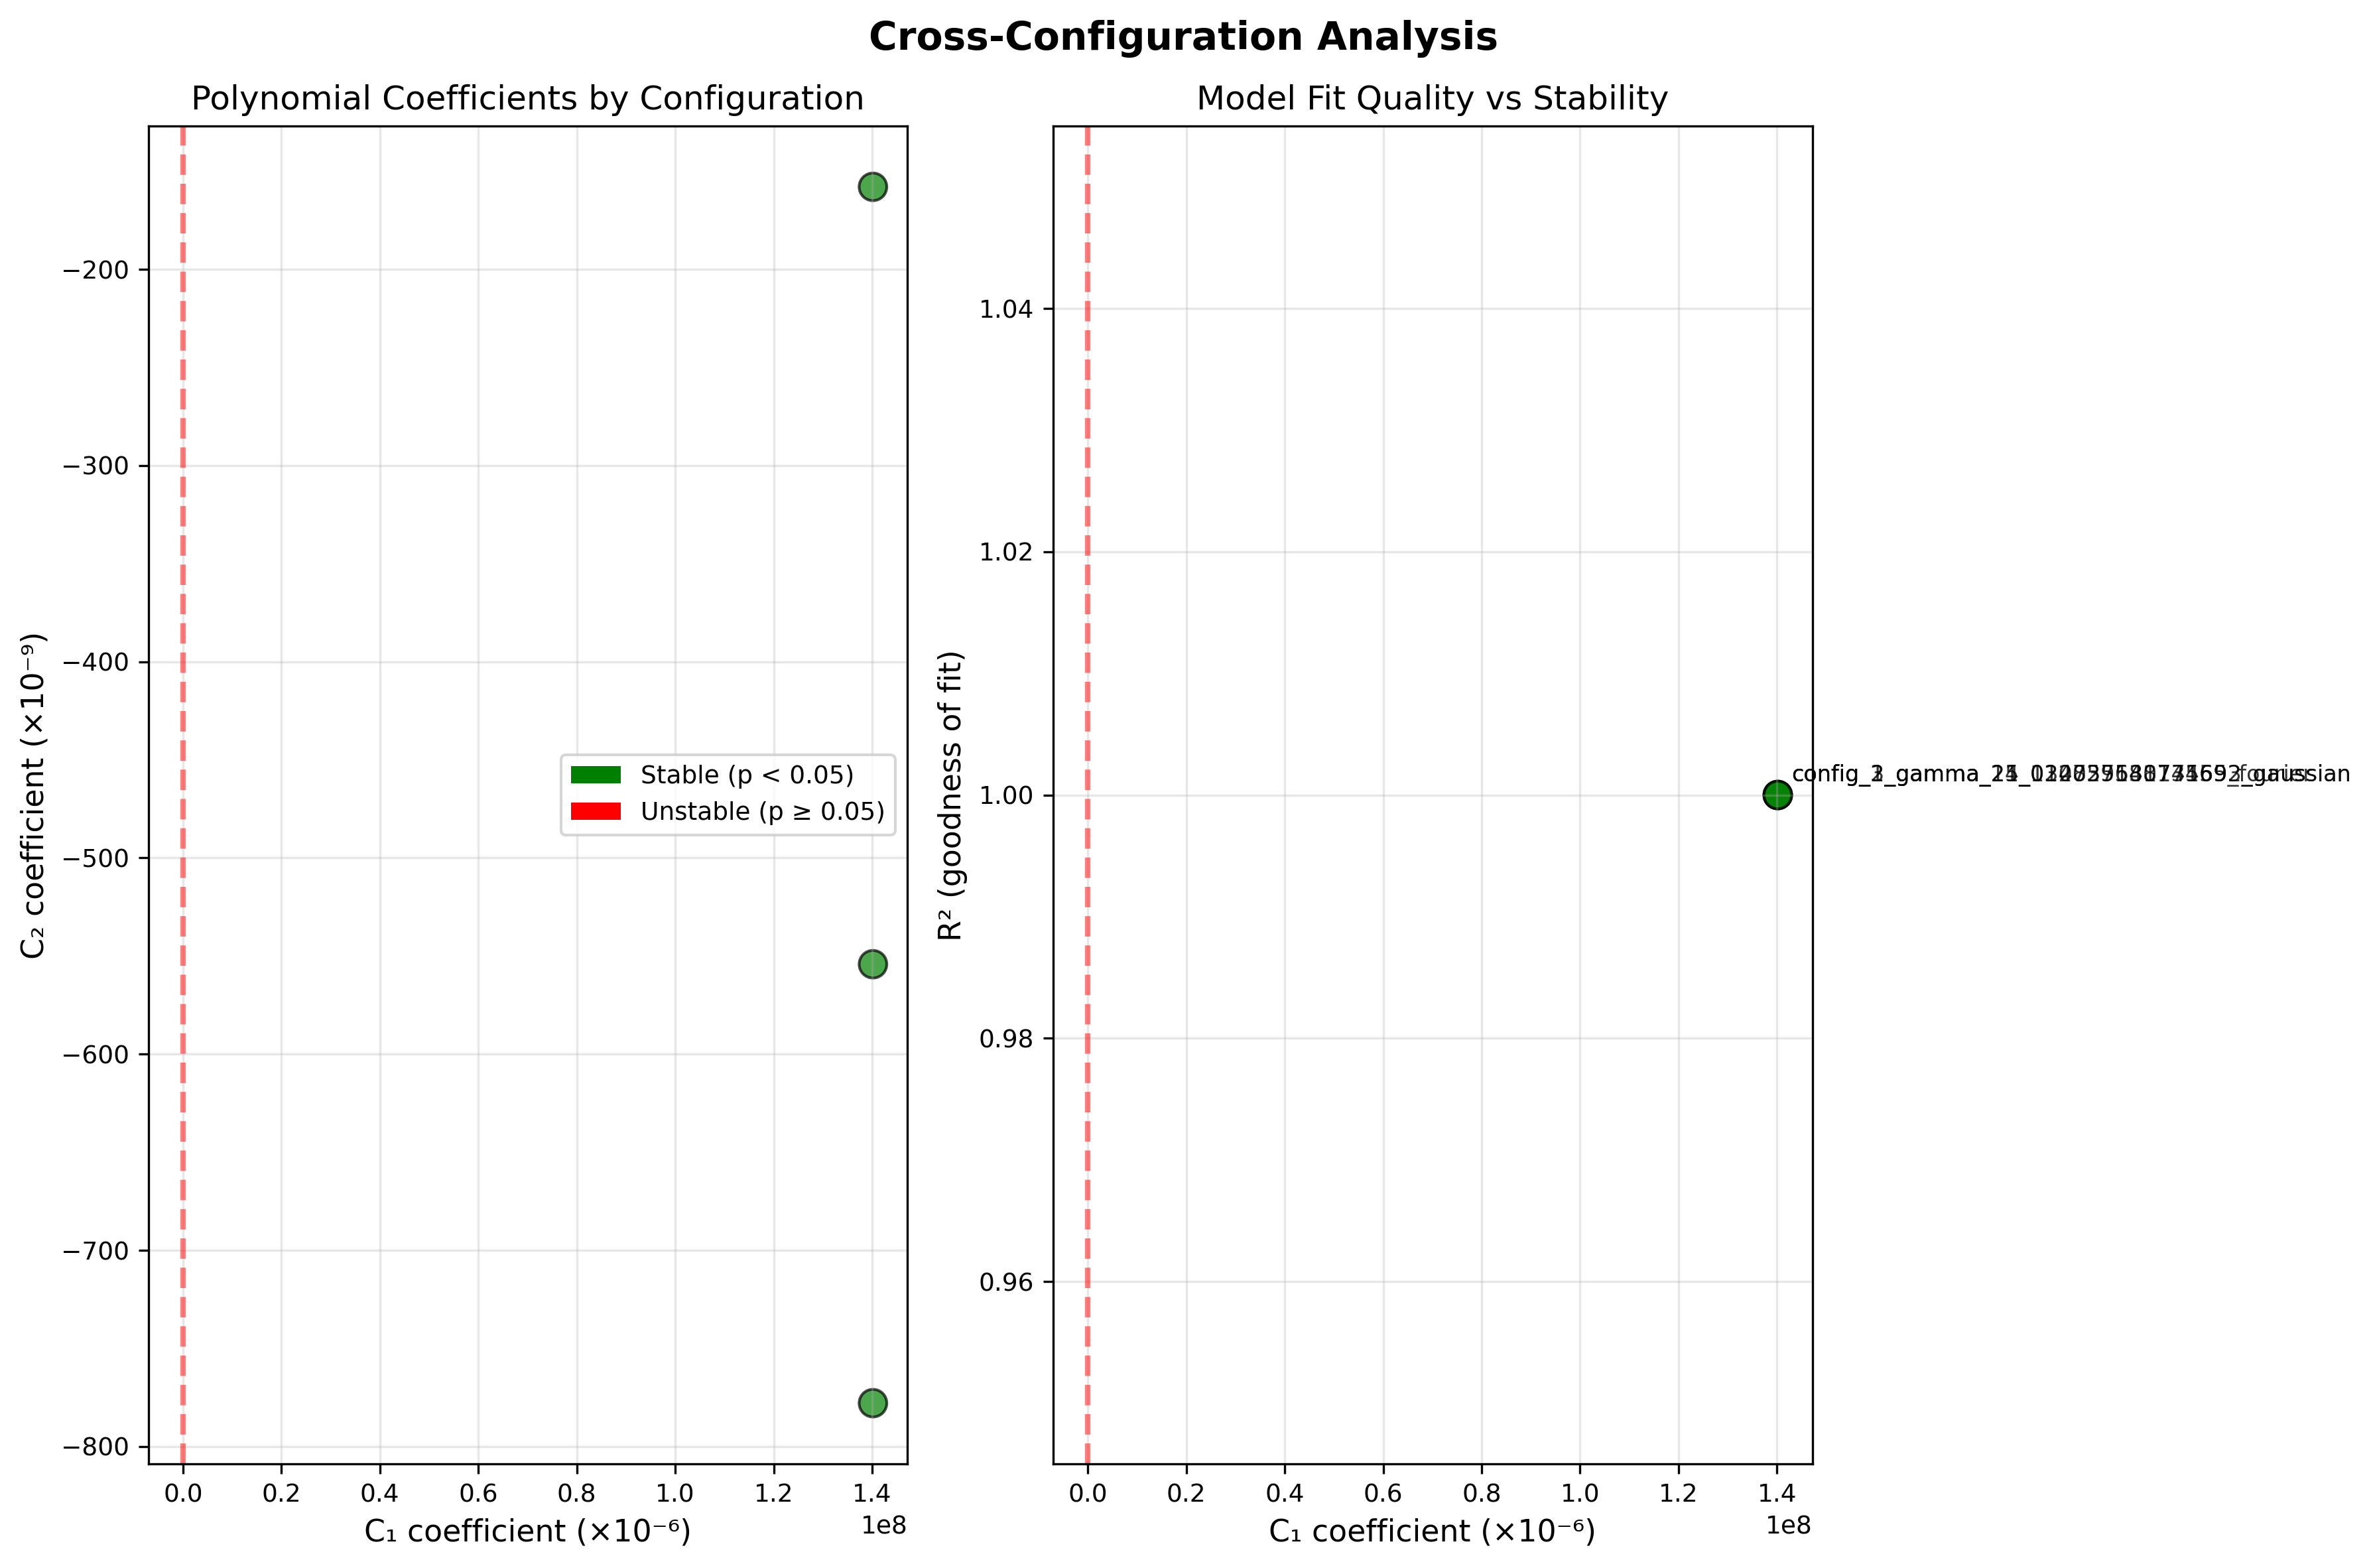 Cross-Configuration Analysis
Polynomial Coefficients by Configuration
C₂ coefficient (×10⁻⁹)
−200
−300
−400
−500
−600
−700
−800
Stable (p < 0.05)
Unstable (p ≥ 0.05)
0.0 0.2 0.4 0.6 0.8 1.0 1.2 1.4
1e8
C₁ coefficient (×10⁻⁶)
Model Fit Quality vs Stability
R² (goodness of fit)
1.04
1.02
1.00
0.98
0.96
0.0 0.2 0.4 0.6 0.8 1.0 1.2 1.4
1e8
C₁ coefficient (×10⁻⁶)